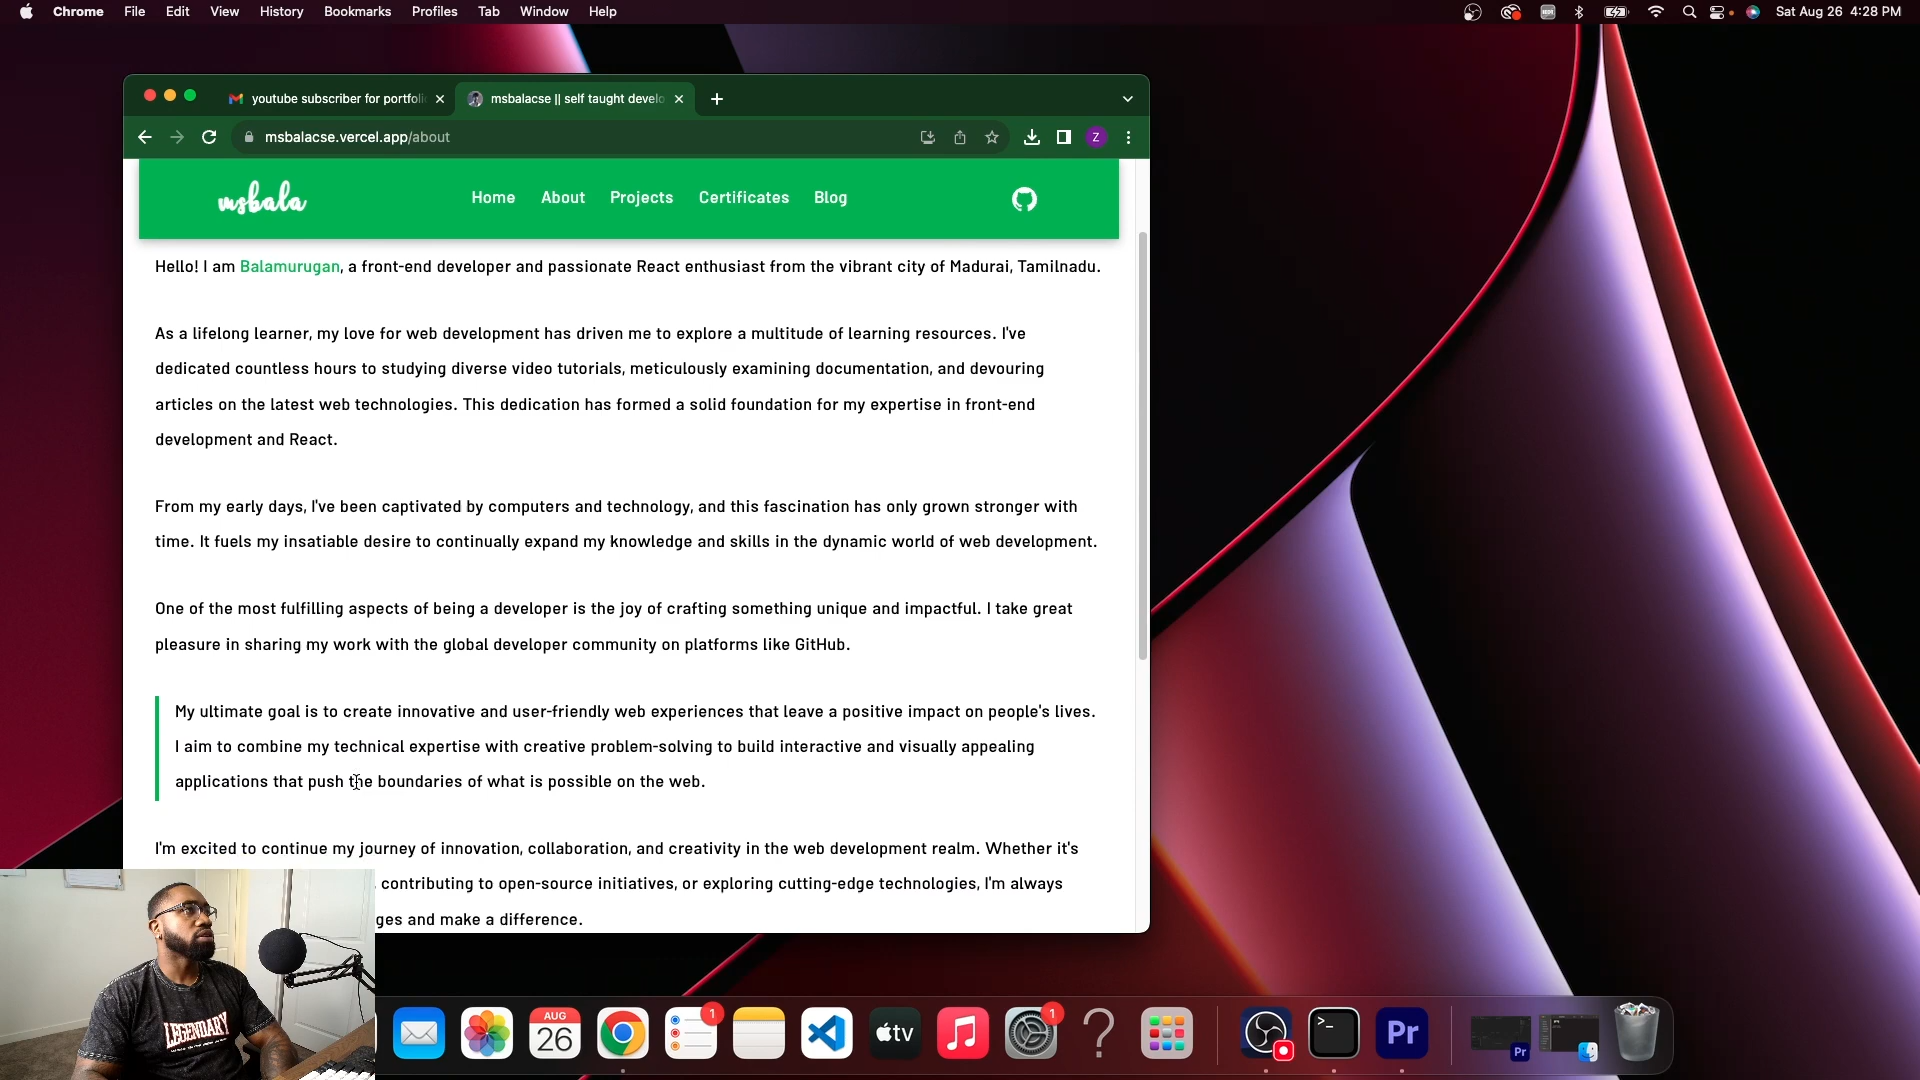 Chrome File Edit View History Bookmarks Profiles Tab Window Help
Sat Aug 26 4:28 PM
youtube subscriber for portfoli
msbalacse || self taught develo
msbalacse.vercel.app/about
Z
msbala
Home About Projects Certificates Blog
Hello! I am Balamurugan, a front-end developer and passionate React enthusiast from the vibrant city of Madurai, Tamilnadu.
As a lifelong learner, my love for web development has driven me to explore a multitude of learning resources. I've
dedicated countless hours to studying diverse video tutorials, meticulously examining documentation, and devouring
articles on the latest web technologies. This dedication has formed a solid foundation for my expertise in front-end
development and React.
From my early days, I've been captivated by computers and technology, and this fascination has only grown stronger with
time. It fuels my insatiable desire to continually expand my knowledge and skills in the dynamic world of web development.
One of the most fulfilling aspects of being a developer is the joy of crafting something unique and impactful. I take great
pleasure in sharing my work with the global developer community on platforms like GitHub.
My ultimate goal is to create innovative and user-friendly web experiences that leave a positive impact on people's lives.
I aim to combine my technical expertise with creative problem-solving to build interactive and visually appealing
applications that push the boundaries of what is possible on the web.
I'm excited to continue my journey of innovation, collaboration, and creativity in the web development realm. Whether it's
, contributing to open-source initiatives, or exploring cutting-edge technologies, I'm always
ges and make a difference.
LEGENDARY
AUG
26
1
tv
1
?
>_
Pr
Pr